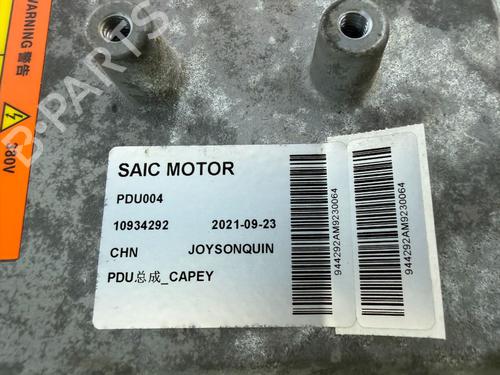 WARNING 警告
380V
B-PARTS
SAIC MOTOR
PDU004
10934292 2021-09-23
CHN JOYSONQUIN
PDU总成_CAPEY
944292AM9230064
944292AM9230064